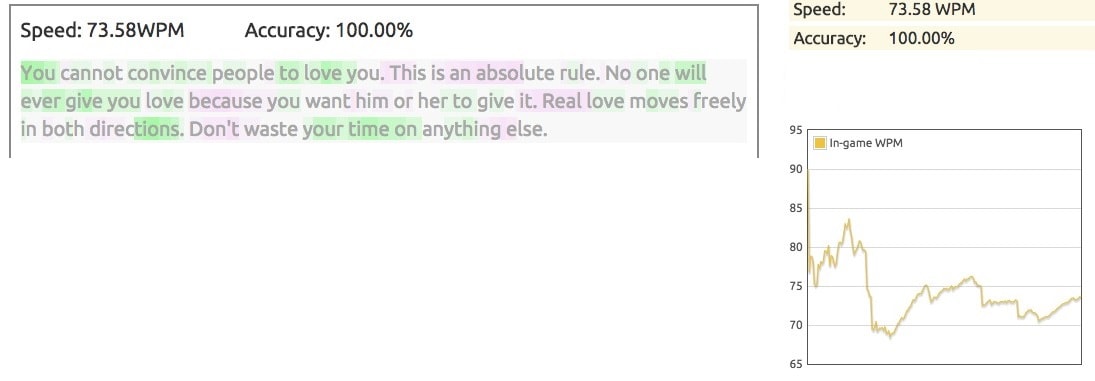 Speed: 73.58WPM Accuracy: 100.00%
You cannot convince people to love you. This is an absolute rule. No one will
ever give you love because you want him or her to give it. Real love moves freely
in both directions. Don't waste your time on anything else.
Speed: 73.58 WPM
Accuracy: 100.00%
In-game WPM
95
90
85
80
75
70
65